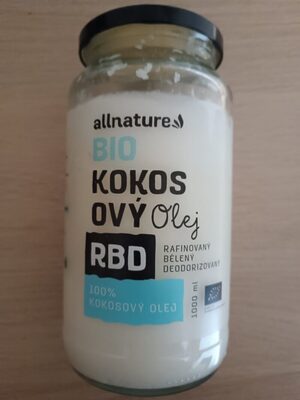 allnature
BIO
KOKOS
OVÝ Olej
RBD
RAFINOVANÝ
BĚLENÝ
DEODORIZOVANÝ
100%
KOKOSOVÝ OLEJ
1000 ml